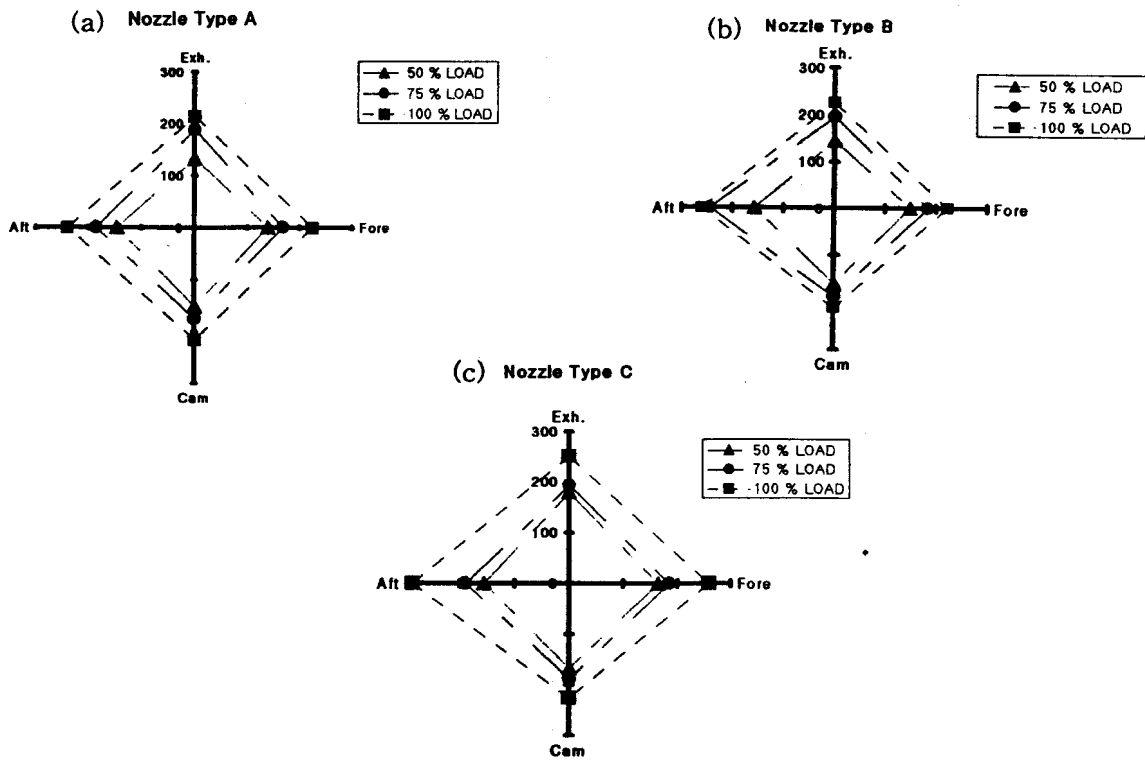 (a) Nozzle Type A
Exh.
300
200
100
Aft
Fore
Cam
50 % LOAD
75 % LOAD
100 % LOAD
(b) Nozzle Type B
Exh.
300
200
100
Aft
Fore
Cam
50 % LOAD
75 % LOAD
100 % LOAD
(c) Nozzle Type C
Exh.
300
200
100
Aft
Fore
Cam
50 % LOAD
75 % LOAD
100 % LOAD